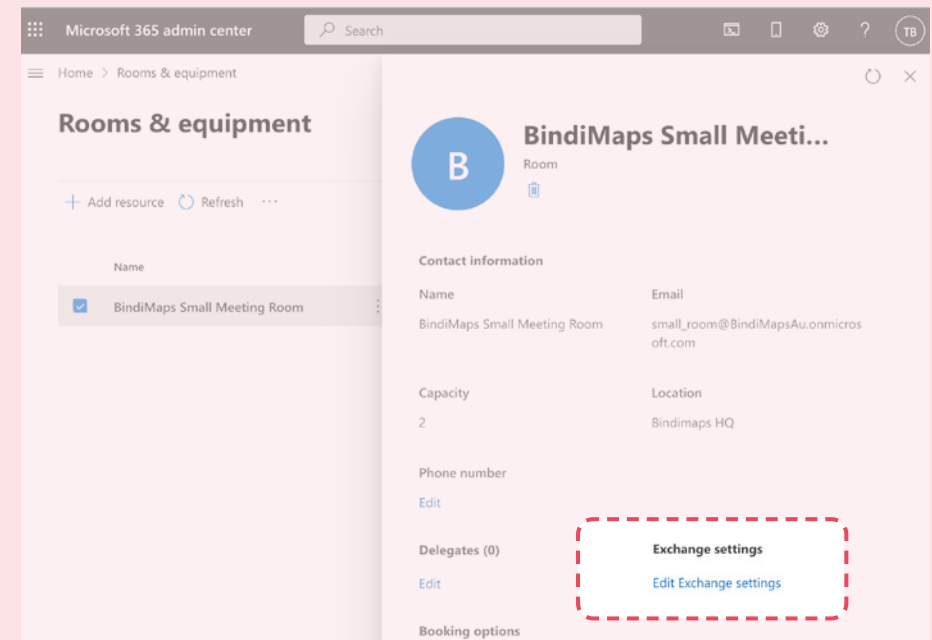 Microsoft 365 admin center
Search
TB
Home > Rooms & equipment
Rooms & equipment
Add resource
Refresh
Name
BindiMaps Small Meeting Room
B
BindiMaps Small Meeti...
Room
Contact information
Name
Email
BindiMaps Small Meeting Room
small_room@BindiMapsAu.onmicros
oft.com
Capacity
Location
2
Bindimaps HQ
Phone number
Edit
Delegates (0)
Exchange settings
Edit
Edit Exchange settings
Booking options